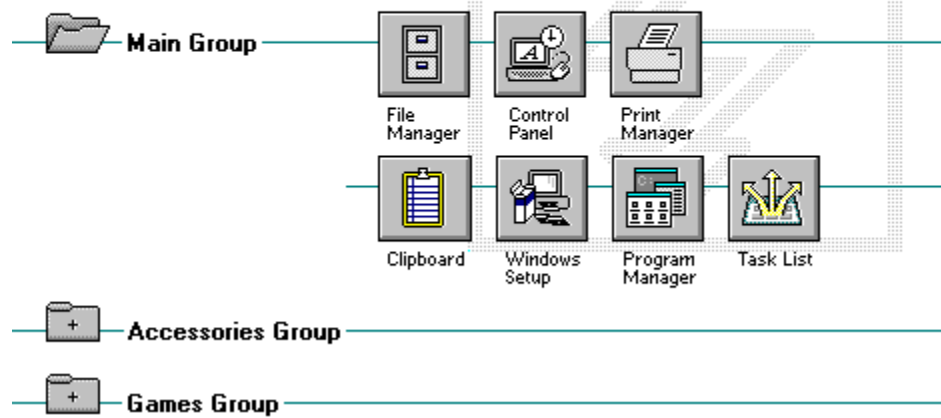 Main Group
File
Manager
Control
Panel
Print
Manager
Clipboard
Windows
Setup
Program
Manager
Task List
Accessories Group
Games Group